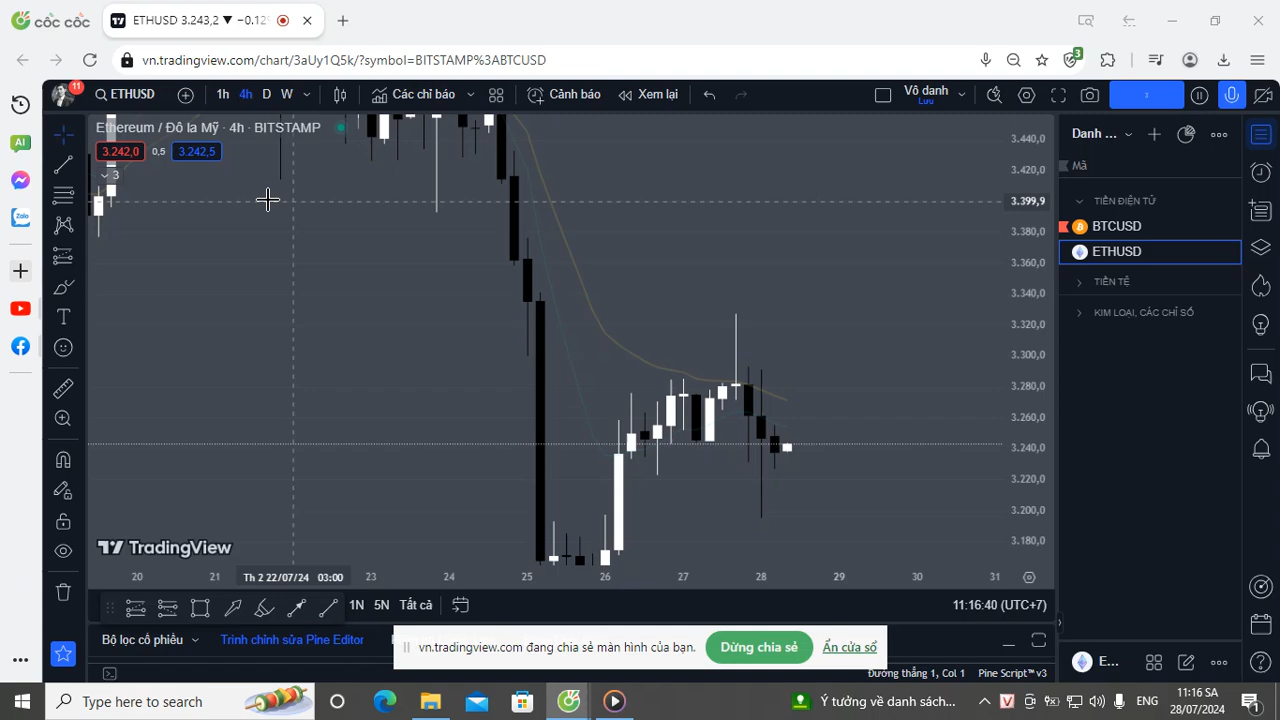 cốc cốc
ETHUSD 3.243,2 ▼ −0.12%
vn.tradingview.com/chart/3aUy1Q5k/?symbol=BITSTAMP%3ABTCUSD
3
11
ETHUSD
1h
4h
D
W
Các chỉ báo
Cảnh báo
Xem lại
Vô danh
Lưu
Danh ...
Ethereum / Đô la Mỹ · 4h · BITSTAMP
3.242,0
0,5
3.242,5
3
Mã
TIỀN ĐIỆN TỬ
BTCUSD
ETHUSD
TIỀN TỆ
KIM LOẠI, CÁC CHỈ SỐ
AI
Zalo
3.440,0
3.420,0
3.399,9
3.380,0
3.360,0
3.340,0
3.320,0
3.300,0
3.280,0
3.260,0
3.240,0
3.220,0
3.200,0
3.180,0
TradingView
20
21
Th 2 22/07/24 03:00
23
24
25
26
27
28
29
30
31
1N
5N
Tất cả
11:16:40 (UTC+7)
Bộ lọc cổ phiếu
Trình chỉnh sửa Pine Editor
vn.tradingview.com đang chia sẻ màn hình của bạn.
Dừng chia sẻ
Ẩn cửa sổ
E...
Đường thẳng 1, Col 1
Pine Script™ v3
Type here to search
Ý tưởng về danh sách...
V
ENG
11:16 SA
28/07/2024
1